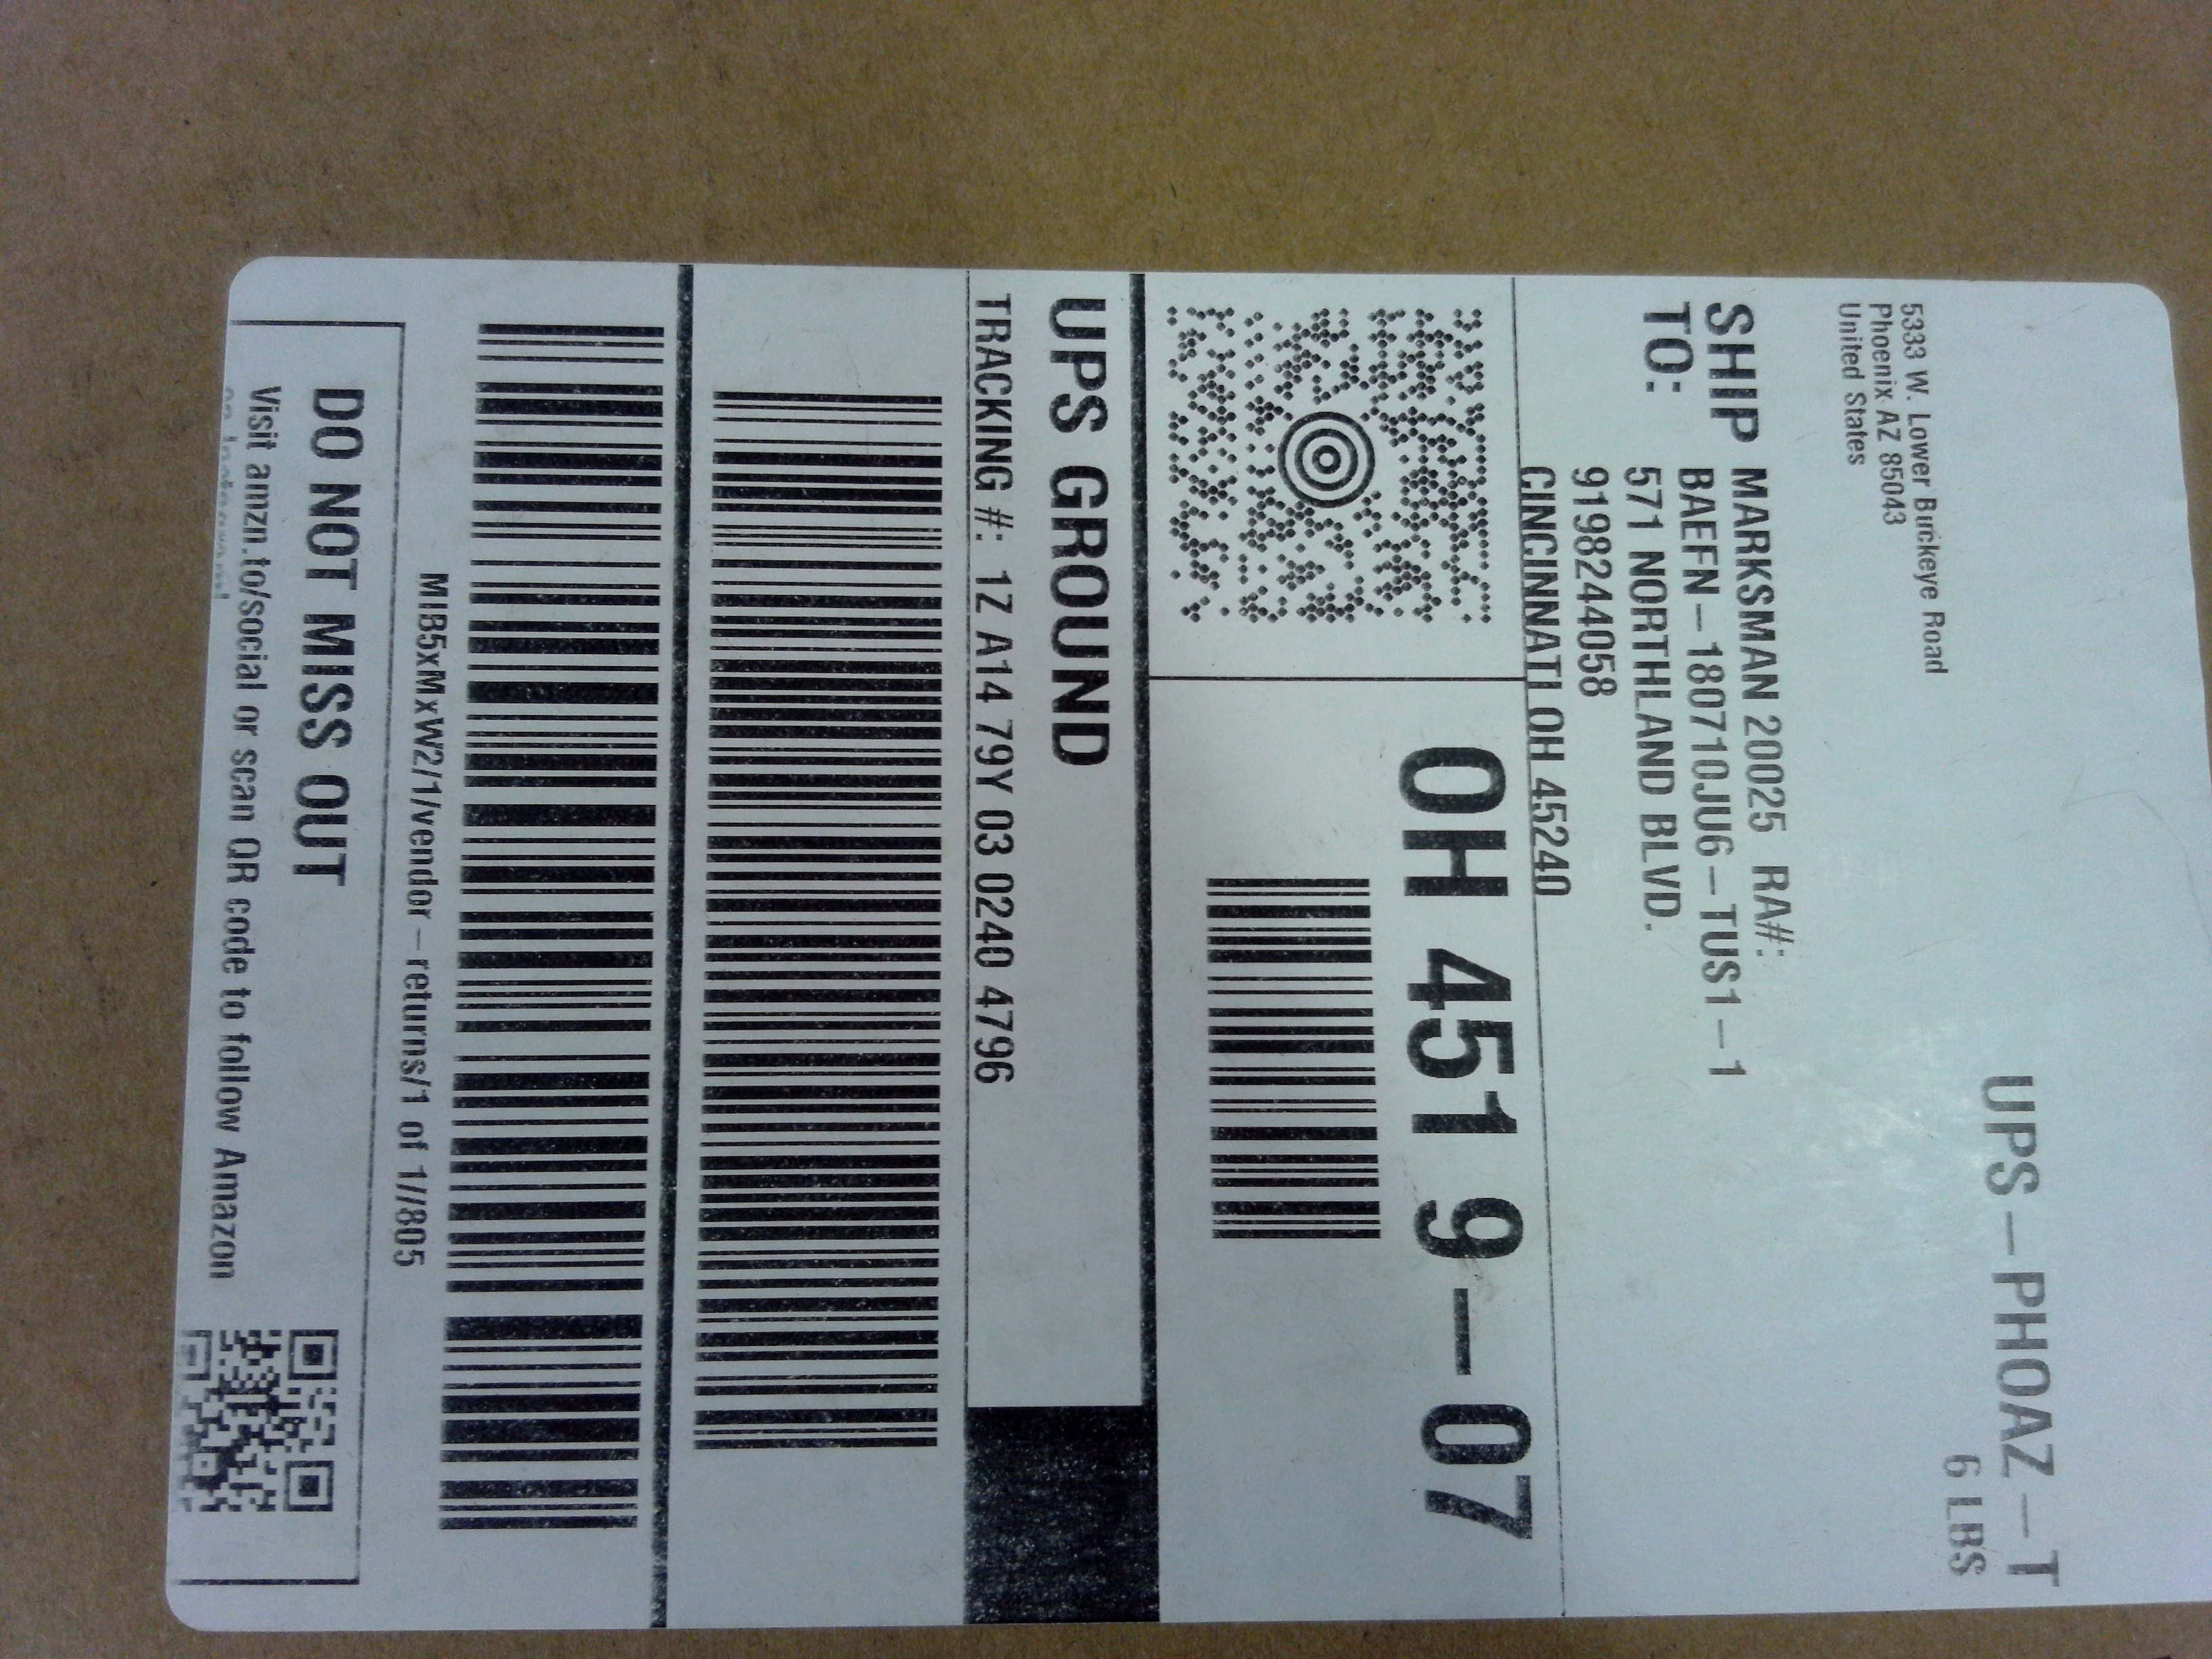 UPS-PHOAZ-T
6 LBS
5333 W. Lower Buckeye Road
Phoenix AZ 85043
United States
SHIP TO:
MARKSMAN 20025 RA#:
BAEFN-180710JU6-TUS1-1
571 NORTHLAND BLVD.
9198244058
CINCINNATI OH 45240
OH 451 9-07
UPS GROUND
TRACKING #: 1Z A14 79Y 03 0240 4796
MIB5xMxW2/1/vendor-returns/1 of 1//805
DO NOT MISS OUT
Visit amzn.to/social or scan QR code to follow Amazon